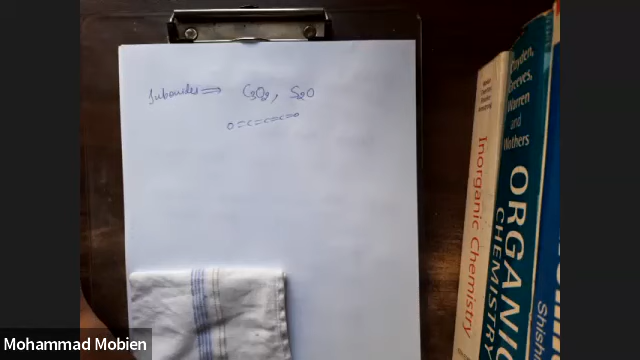 Suboxides ⇒ C₃O₂, S₂O
O=C=C=C=O
Inorganic Chemistry
Clayden,
Greeves,
Warren
and
Wothers
ORGANIC
CHEMISTRY
Mohammad Mobien